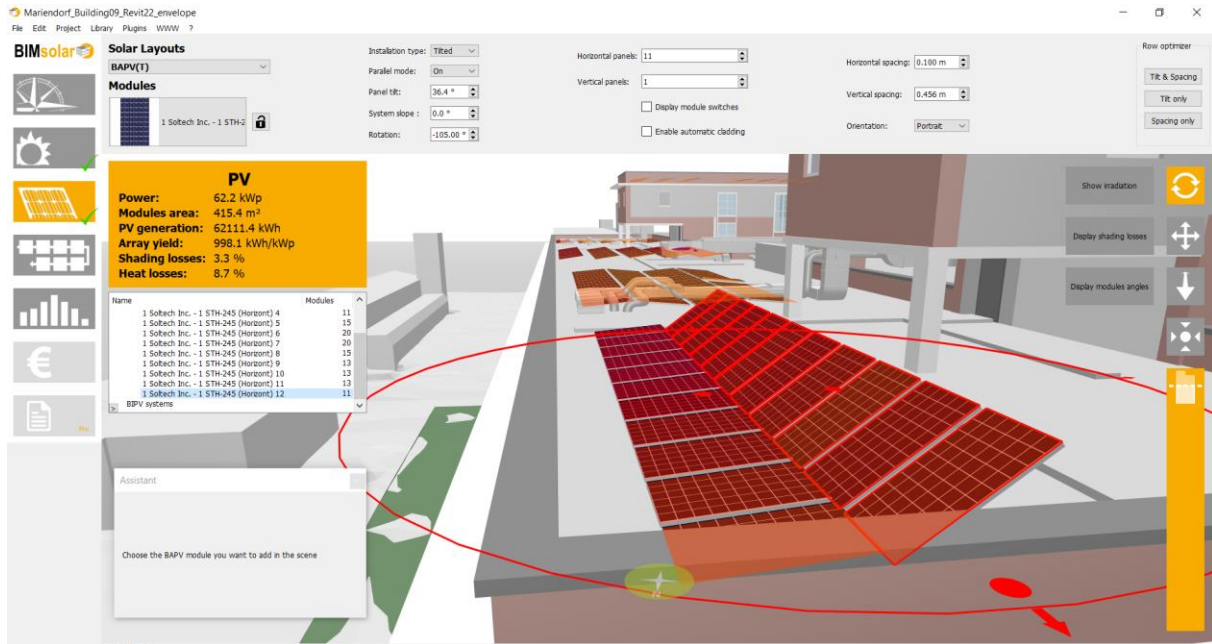 Mariendorf_Building09_Revit22_envelope
File Edit Project Library Plugins WWW ?
BIMsolar
Solar Layouts
BAPV(T)
Modules
1 Soltech Inc. - 1 STH-2
Installation type: Tilted
Parallel mode: On
Panel tilt: 36.4 °
System slope : 0.0 °
Rotation: -105.00 °
Horizontal panels: 11
Vertical panels: 1
Display module switches
Enable automatic cladding
Horizontal spacing: 0.100 m
Vertical spacing: 0.456 m
Orientation: Portrait
Row optimizer
Tilt & Spacing
Tilt only
Spacing only
PV
Power: 62.2 kWp
Modules area: 415.4 m²
PV generation: 62111.4 kWh
Array yield: 998.1 kWh/kWp
Shading losses: 3.3 %
Heat losses: 8.7 %
Name Modules
1 Soltech Inc. - 1 STH-245 (Horizont) 4 11
1 Soltech Inc. - 1 STH-245 (Horizont) 5 15
1 Soltech Inc. - 1 STH-245 (Horizont) 6 20
1 Soltech Inc. - 1 STH-245 (Horizont) 7 20
1 Soltech Inc. - 1 STH-245 (Horizont) 8 15
1 Soltech Inc. - 1 STH-245 (Horizont) 9 13
1 Soltech Inc. - 1 STH-245 (Horizont) 10 13
1 Soltech Inc. - 1 STH-245 (Horizont) 11 13
1 Soltech Inc. - 1 STH-245 (Horizont) 12 11
> BIPV systems
Show irradiation
Display shading losses
Display modules angles
€
Pro
Assistant
Choose the BAPV module you want to add in the scene